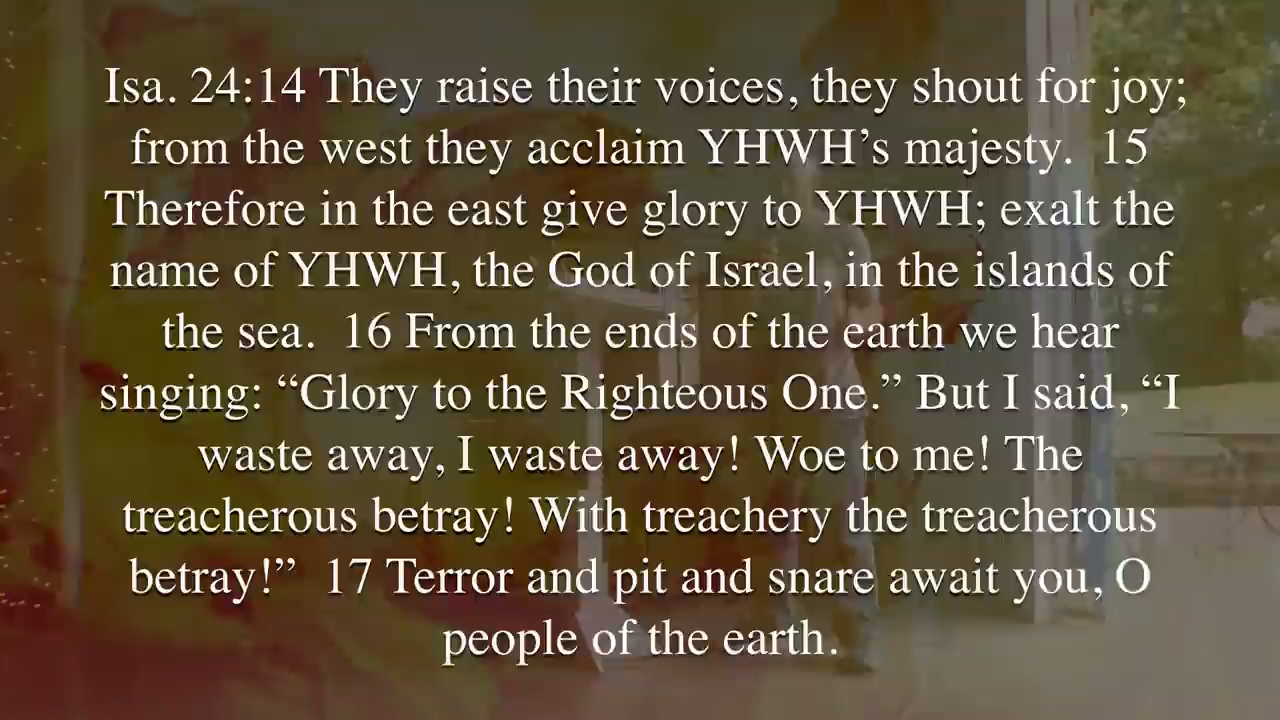 Isa. 24:14 They raise their voices, they shout for joy;
from the west they acclaim YHWH’s majesty.  15
Therefore in the east give glory to YHWH; exalt the
name of YHWH, the God of Israel, in the islands of
the sea.  16 From the ends of the earth we hear
singing: “Glory to the Righteous One.” But I said, “I
waste away, I waste away! Woe to me! The
treacherous betray! With treachery the treacherous
betray!”  17 Terror and pit and snare await you, O
people of the earth.